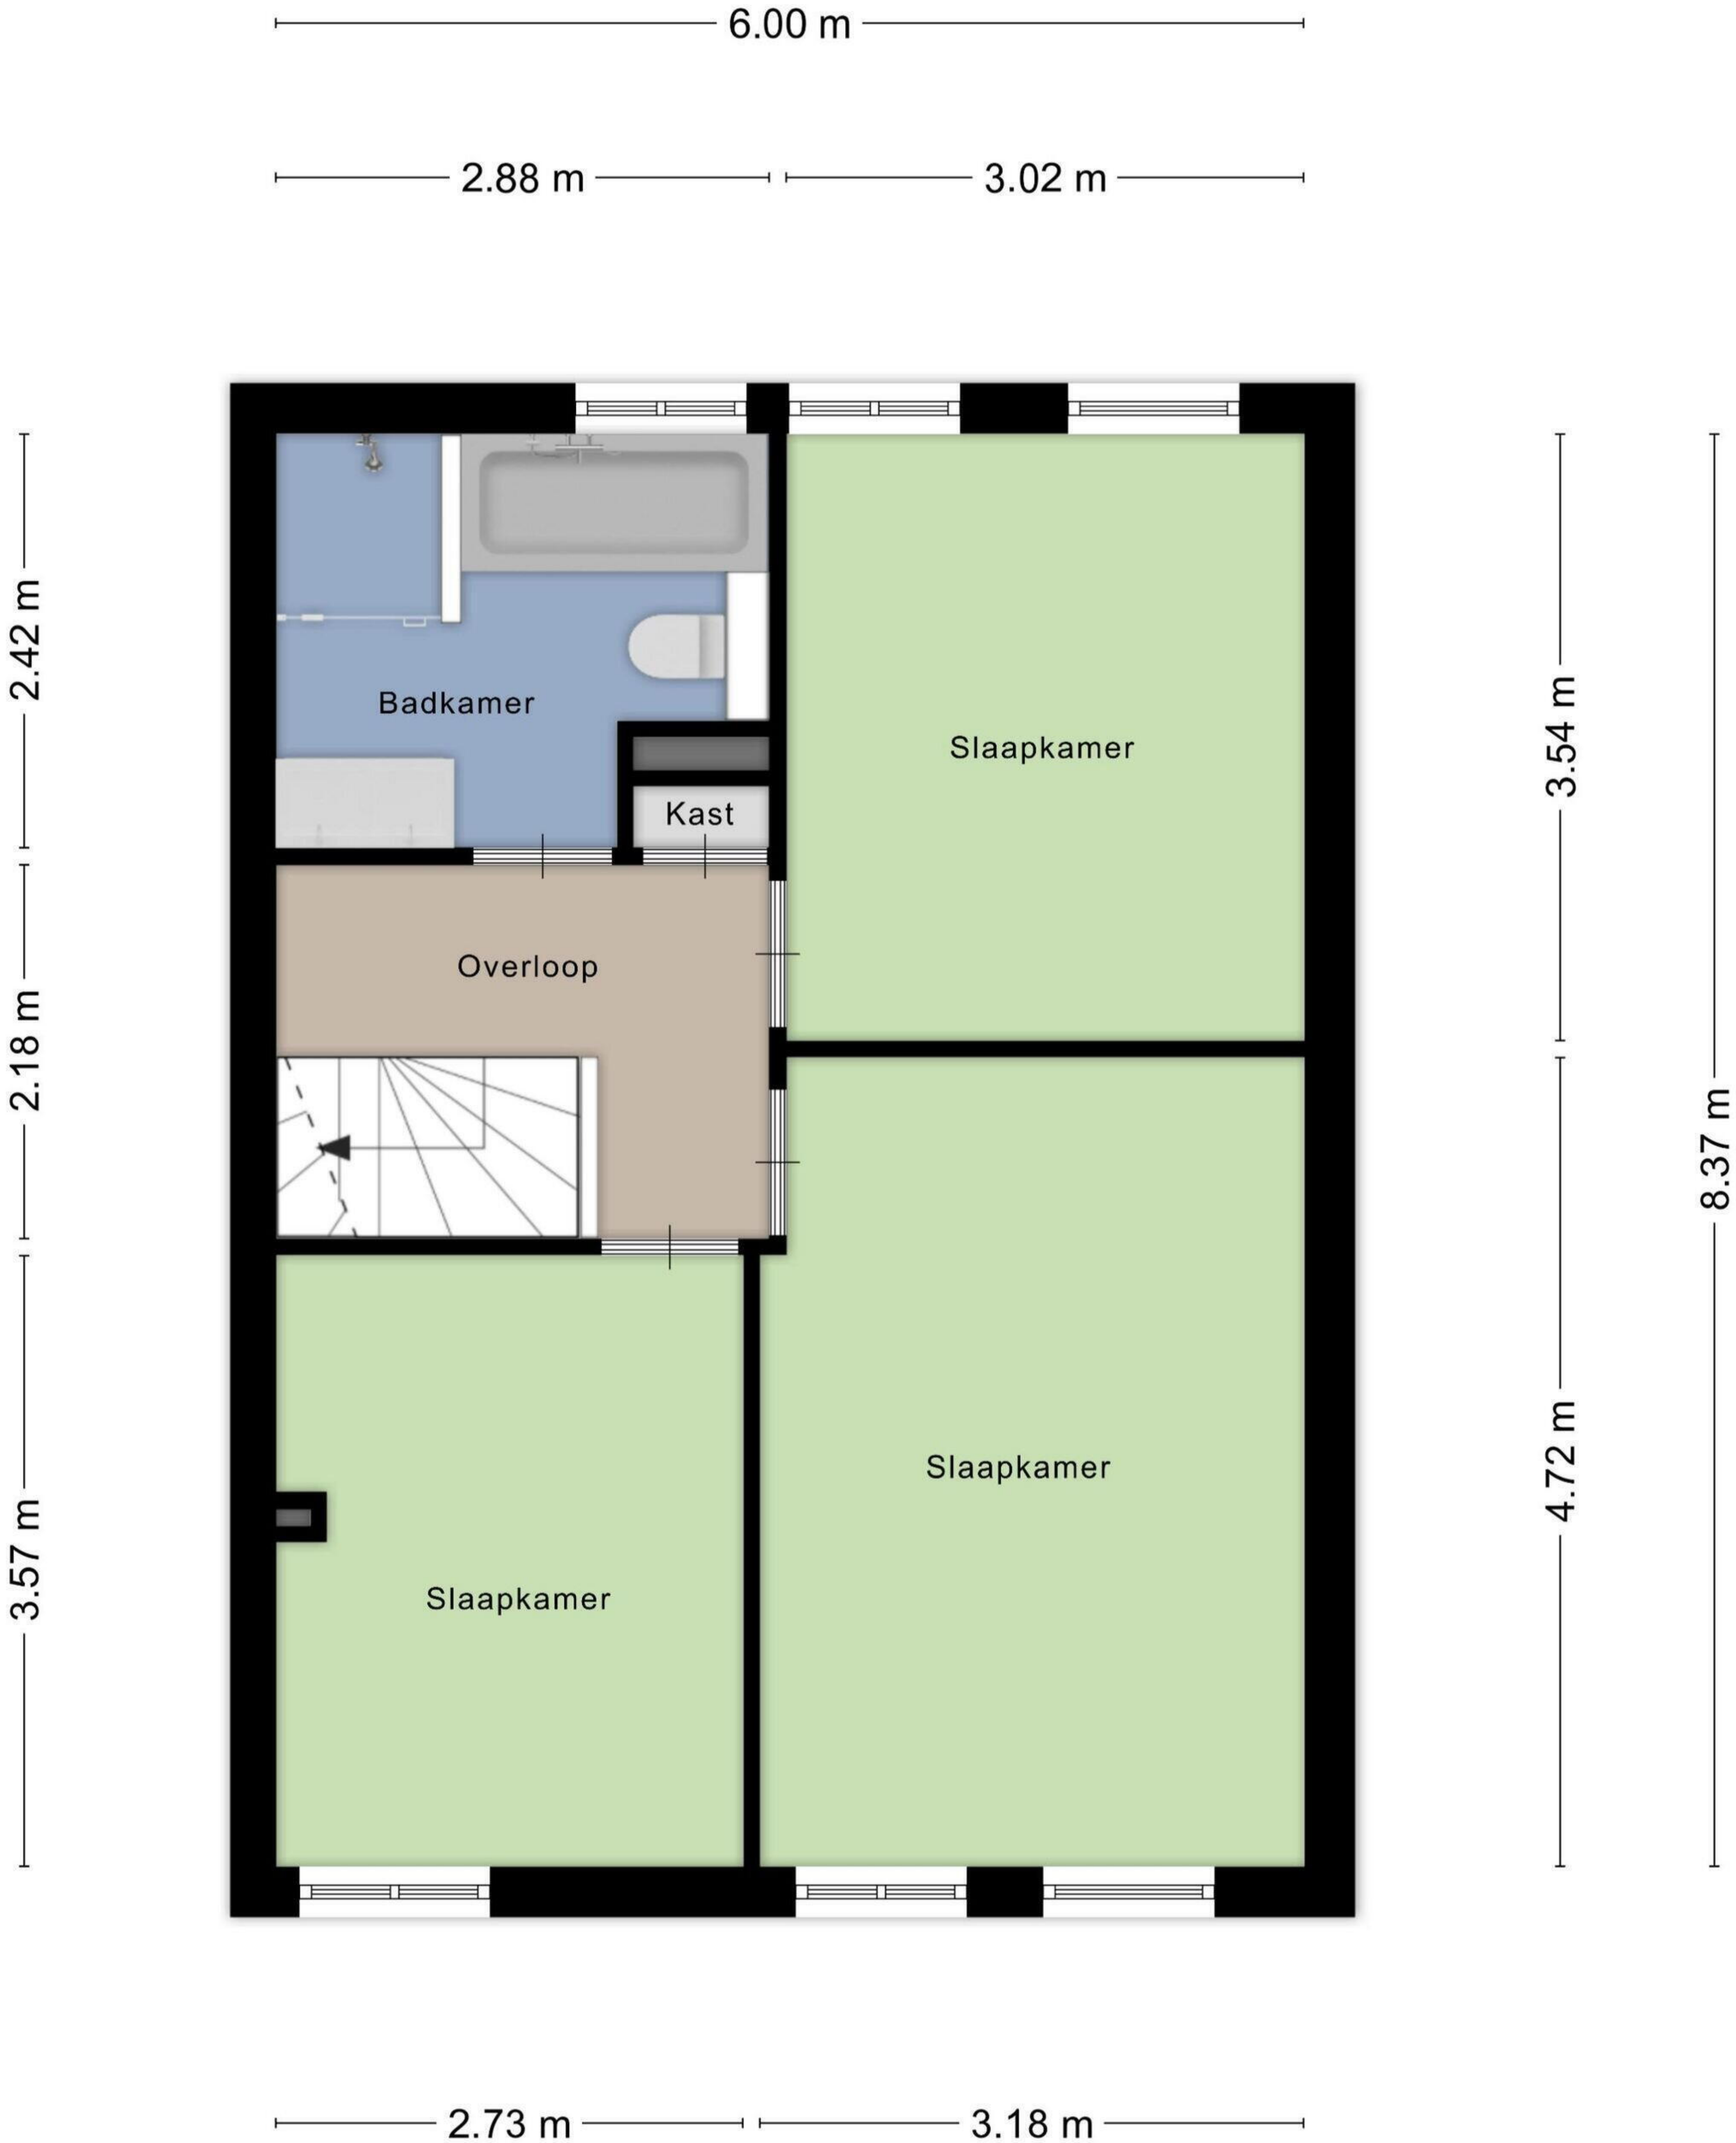 6.00 m
2.88 m
3.02 m
2.42 m
Badkamer
Slaapkamer
3.54 m
Kast
Overloop
2.18 m
8.37 m
4.72 m
Slaapkamer
3.57 m
Slaapkamer
2.73 m
3.18 m